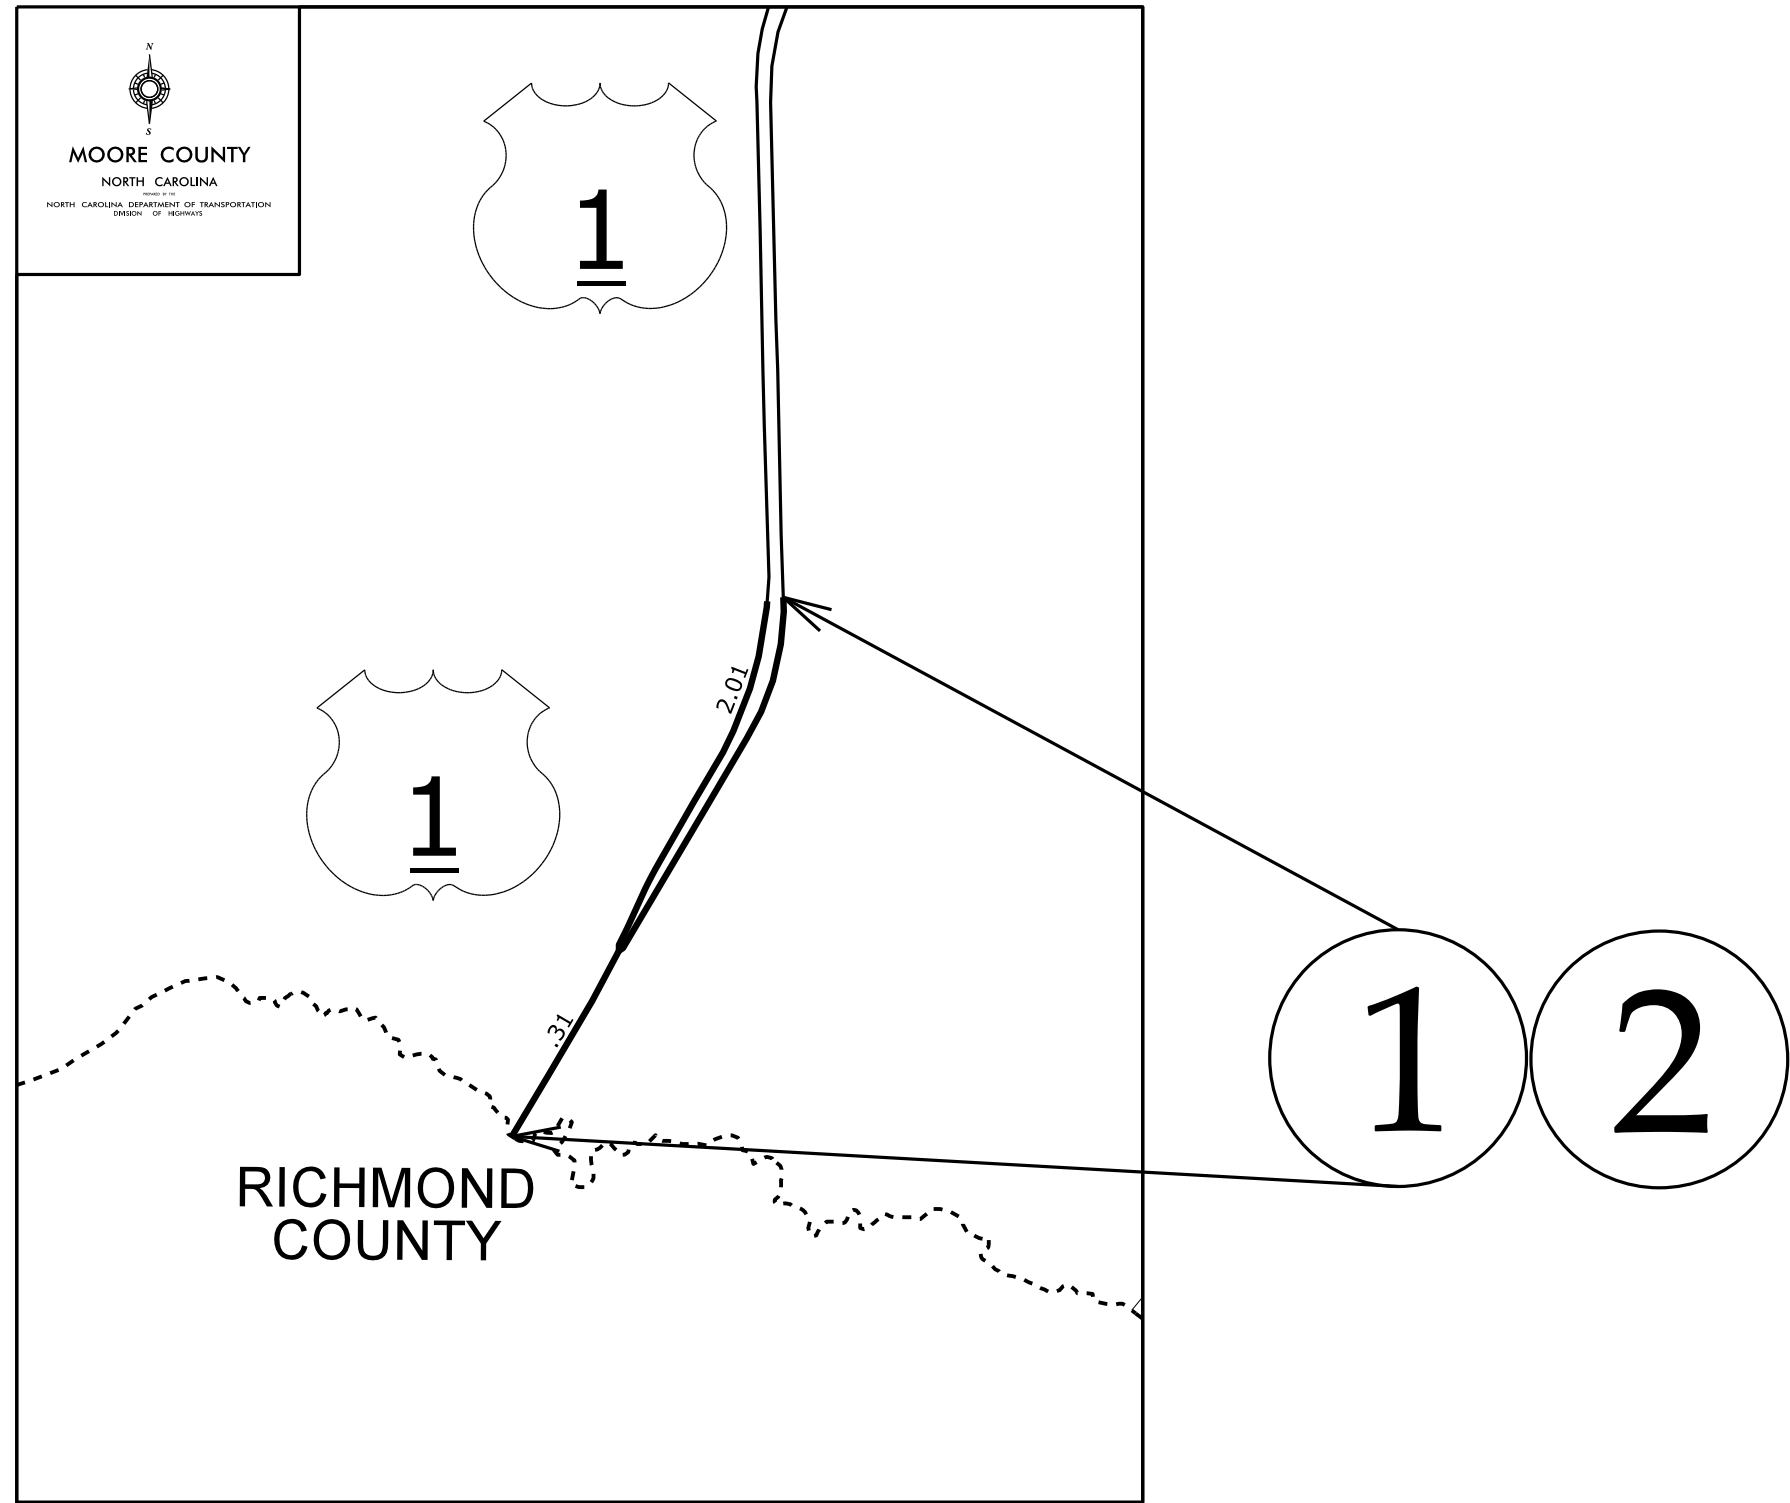 N
S
MOORE COUNTY
NORTH CAROLINA
PREPARED BY THE
NORTH CAROLINA DEPARTMENT OF TRANSPORTATION
DIVISION OF HIGHWAYS
1
2.01
1
.31
1 2
RICHMOND
COUNTY